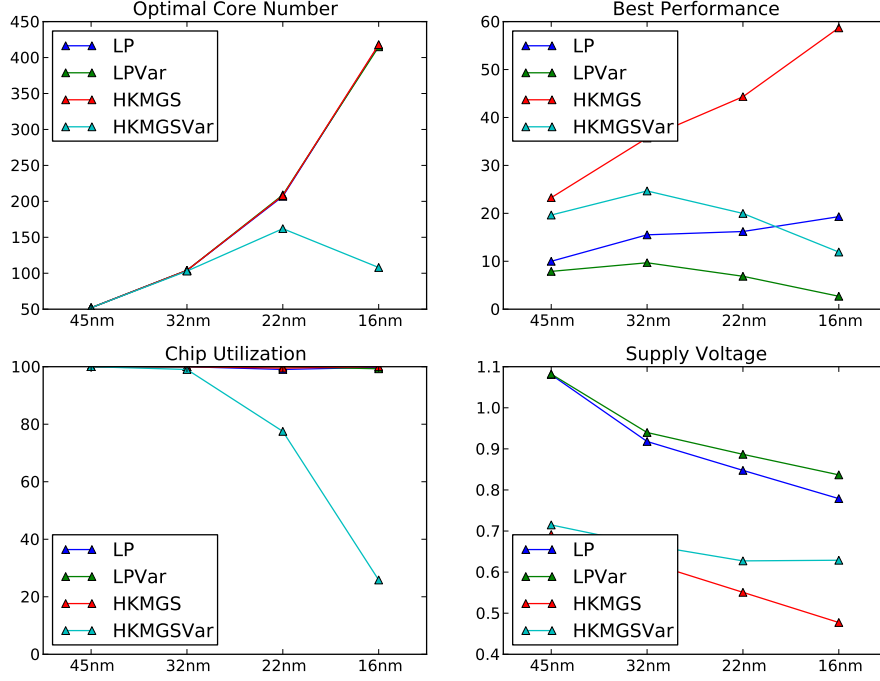 Optimal Core Number
450
400
350
300
250
200
150
100
50
45nm 32nm 22nm 16nm
LP
LPVar
HKMGS
HKMGSVar
Best Performance
60
50
40
30
20
10
0
45nm 32nm 22nm 16nm
LP
LPVar
HKMGS
HKMGSVar
Chip Utilization
100
80
60
40
20
0
45nm 32nm 22nm 16nm
LP
LPVar
HKMGS
HKMGSVar
Supply Voltage
1.1
1.0
0.9
0.8
0.7
0.6
0.5
0.4
45nm 32nm 22nm 16nm
LP
LPVar
HKMGS
HKMGSVar